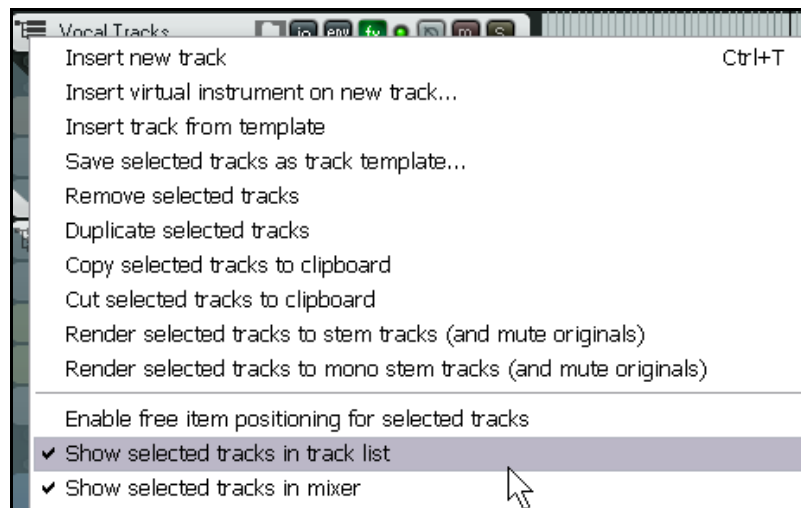 Vocal Tracks io env fx m S
Insert new track Ctrl+T
Insert virtual instrument on new track...
Insert track from template
Save selected tracks as track template...
Remove selected tracks
Duplicate selected tracks
Copy selected tracks to clipboard
Cut selected tracks to clipboard
Render selected tracks to stem tracks (and mute originals)
Render selected tracks to mono stem tracks (and mute originals)
Enable free item positioning for selected tracks
Show selected tracks in track list
Show selected tracks in mixer